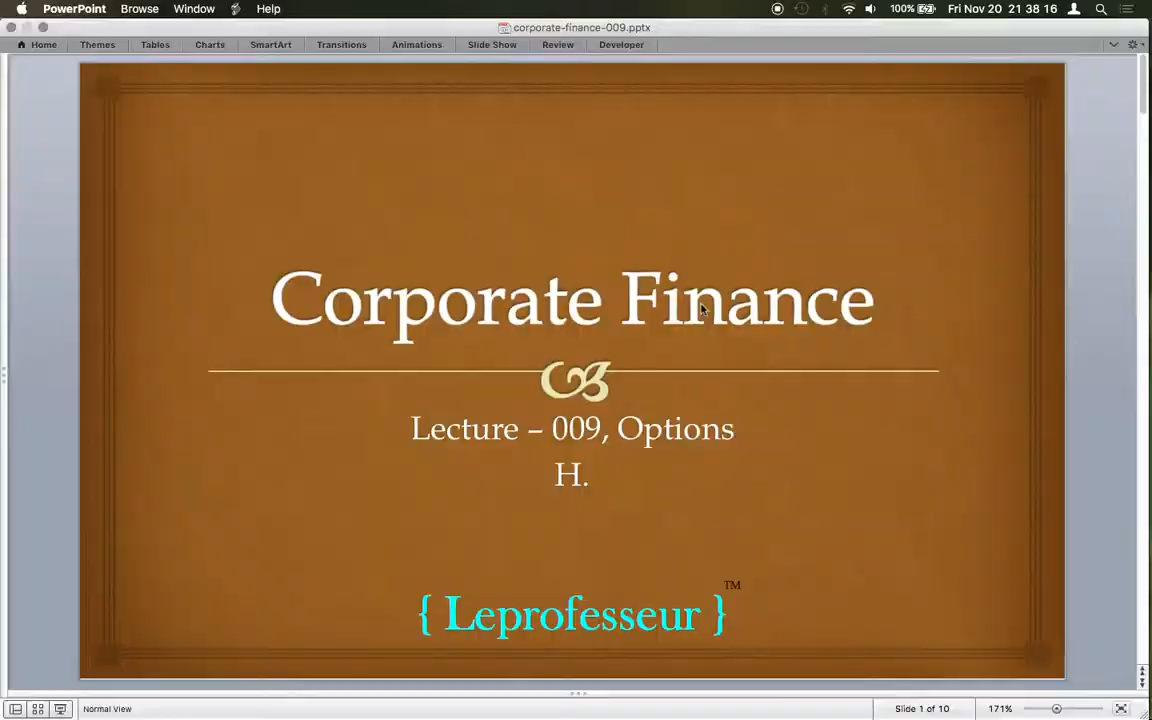 PowerPoint Browse Window Help 100% Fri Nov 20 21 38 16
corporate-finance-009.pptx
Home Themes Tables Charts SmartArt Transitions Animations Slide Show Review Developer
Corporate Finance
Lecture – 009, Options
H.
{ Leprofesseur }™
Normal View Slide 1 of 10 171%